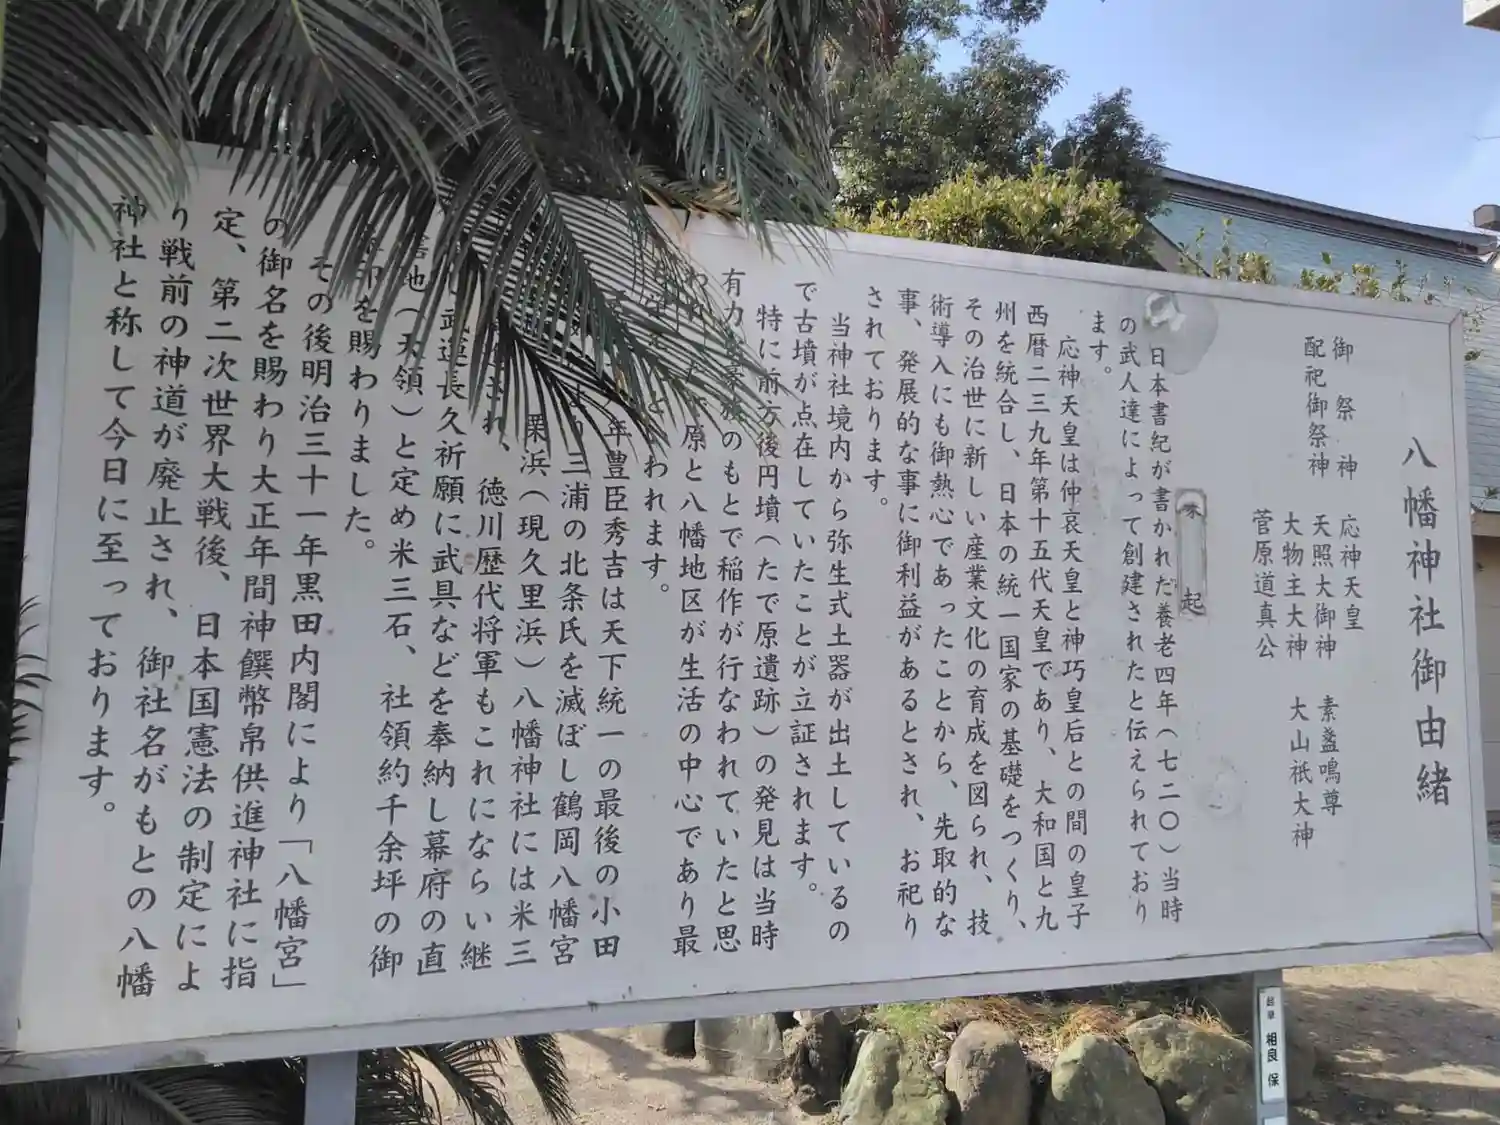 八幡神社御由緒
御祭神 応神天皇
配祀御祭神 天照大御神 素盞鳴尊
大物主大神 大山祇大神
菅原道真公
起
日本書紀が書かれた養老四年(七二〇)当時
の武人達によって創建されたと伝えられており
ます。
応神天皇は仲哀天皇と神巧皇后との間の皇子
西暦二三九年第十五代天皇であり、大和国と九
州を統合し、日本の統一国家の基礎をつくり、
その治世に新しい産業文化の育成を図られ、技
術導入にも御熱心であったことから、先取的な
事、発展的な事に御利益があるとされ、お祀り
されております。
当神社境内から弥生式土器が出土しているの
で古墳が点在していたことが立証されます。
特に前方後円墳(たで原遺跡)の発見は当時
有力な豪族のもとで稲作が行なわれていたと思
われ たで原と八幡地区が生活の中心であり最
われます。
年豊臣秀吉は天下統一の最後の小田
より三浦の北条氏を滅ぼし鶴岡八幡宮
栗浜(現久里浜)八幡神社には米三
され、徳川歴代将軍もこれにならい継
し武運長久祈願に武具などを奉納し幕府の直
地(天領)と定め米三石、社領約千余坪の御
朱印を賜わりました。
その後明治三十一年黒田内閣により「八幡宮」
の御名を賜わり大正年間神饌幣帛供進神社に指
定、第二次世界大戦後、日本国憲法の制定によ
り戦前の神道が廃止され、御社名がもとの八幡
神社と称して今日に至っております。
起草 相良保